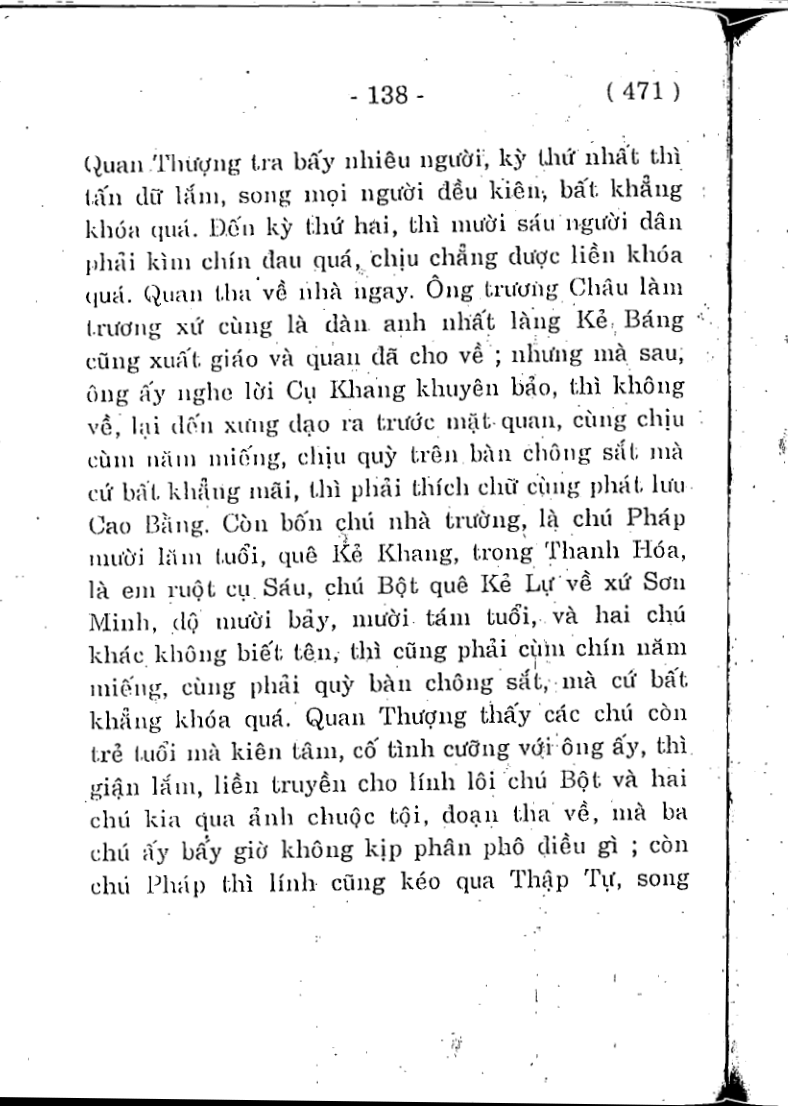 - 138 - ( 471 )
Quan Thượng tra bấy nhiêu người, kỳ thứ nhất thì
tấn dữ lắm, song mọi người đều kiên, bất khẳng
khóa quá. Đến kỳ thứ hai, thì mười sáu người dân
phải kìm chín đau quá, chịu chẳng được liền khóa
quá. Quan tha về nhà ngay. Ông trương Châu làm
trương xứ cùng là đàn anh nhất làng Kẻ Báng
cũng xuất giáo và quan đã cho về ; nhưng mà sau,
ông ấy nghe lời Cụ Khang khuyên bảo, thì không
về, lại đến xưng đạo ra trước mặt quan, cùng chịu
cùm năm miếng, chịu quỳ trên bàn chông sắt mà
cứ bất khẳng mãi, thì phải thích chữ cùng phát lưu
Cao Bằng. Còn bốn chú nhà trường, là chú Pháp
mười lăm tuổi, quê Kẻ Khang, trong Thanh Hóa,
là em ruột cụ Sáu, chú Bột quê Kẻ Lự về xứ Sơn
Minh, độ mười bảy, mười tám tuổi, và hai chú
khác không biết tên, thì cũng phải cùm chín năm
miếng, cùng phải quỳ bàn chông sắt, mà cứ bất
khẳng khóa quá. Quan Thượng thấy các chú còn
trẻ tuổi mà kiên tâm, cố tình cưỡng với ông ấy, thì
giận lắm, liền truyền cho lính lôi chú Bột và hai
chú kia qua ảnh chuộc tội, đoạn tha về, mà ba
chú ấy bấy giờ không kịp phân phô điều gì ; còn
chú Pháp thì lính cũng kéo qua Thập Tự, song